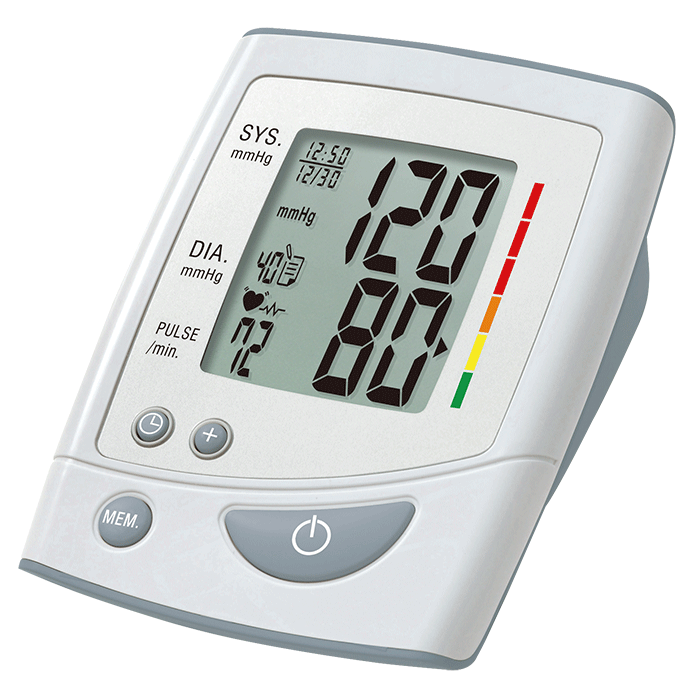 SYS.
mmHg
12:50
12/30
120
mmHg
DIA.
mmHg
40
80
PULSE
/min.
72
+
MEM.